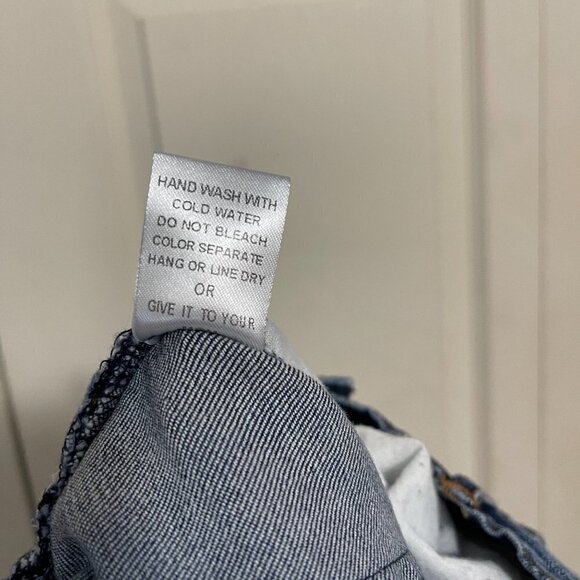 HAND WASH WITH
COLD WATER
DO NOT BLEACH
COLOR SEPARATE
HANG OR LINE DRY
OR
GIVE IT TO YOUR